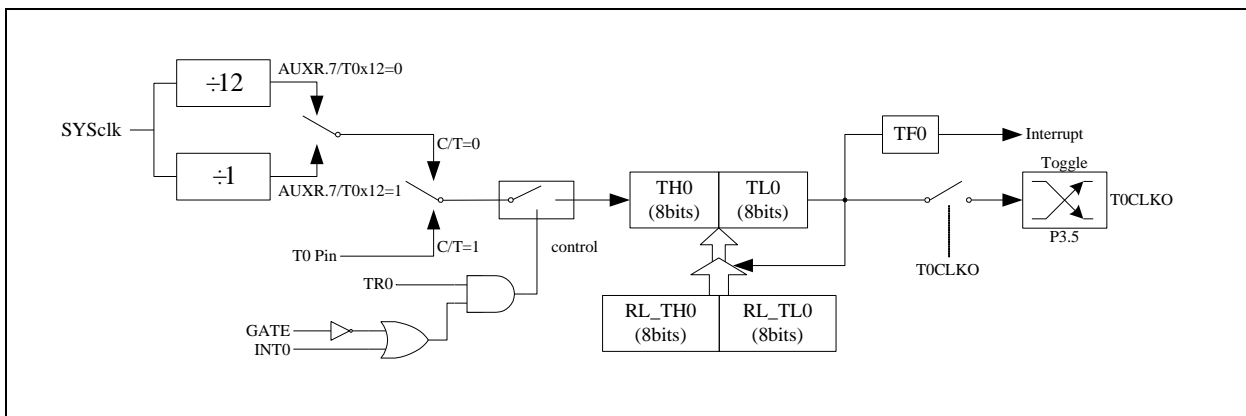 ÷12
AUXR.7/T0x12=0
SYSclk
÷1
AUXR.7/T0x12=1
C/T=0
C/T=1
T0 Pin
control
TR0
GATE
INT0
TH0
(8bits)
TL0
(8bits)
RL_TH0
(8bits)
RL_TL0
(8bits)
TF0
Interrupt
Toggle
T0CLKO
P3.5
T0CLKO